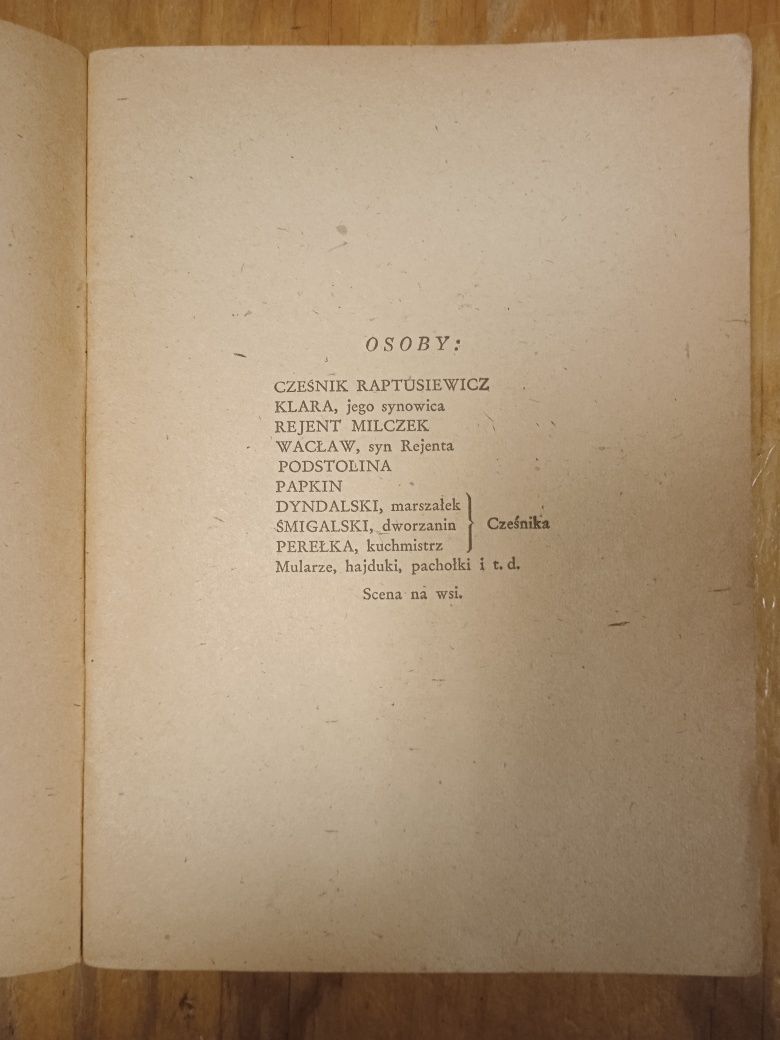 OSOBY:
CZEŚNIK RAPTUSIEWICZ
KLARA, jego synowica
REJENT MILCZEK
WACŁAW, syn Rejenta
PODSTOLINA
PAPKIN
DYNDALSKI, marszałek
ŚMIGALSKI, dworzanin } Cześnika
PEREŁKA, kuchmistrz
Mularze, hajduki, pachołki i t. d.
Scena na wsi.